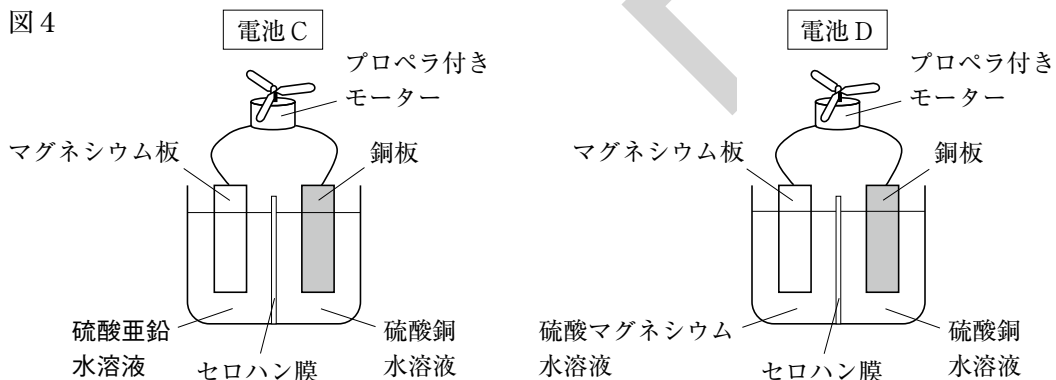 図4
電池C
プロペラ付き
モーター
マグネシウム板
銅板
硫酸亜鉛
水溶液
セロハン膜
硫酸銅
水溶液
電池D
プロペラ付き
モーター
マグネシウム板
銅板
硫酸マグネシウム
水溶液
セロハン膜
硫酸銅
水溶液